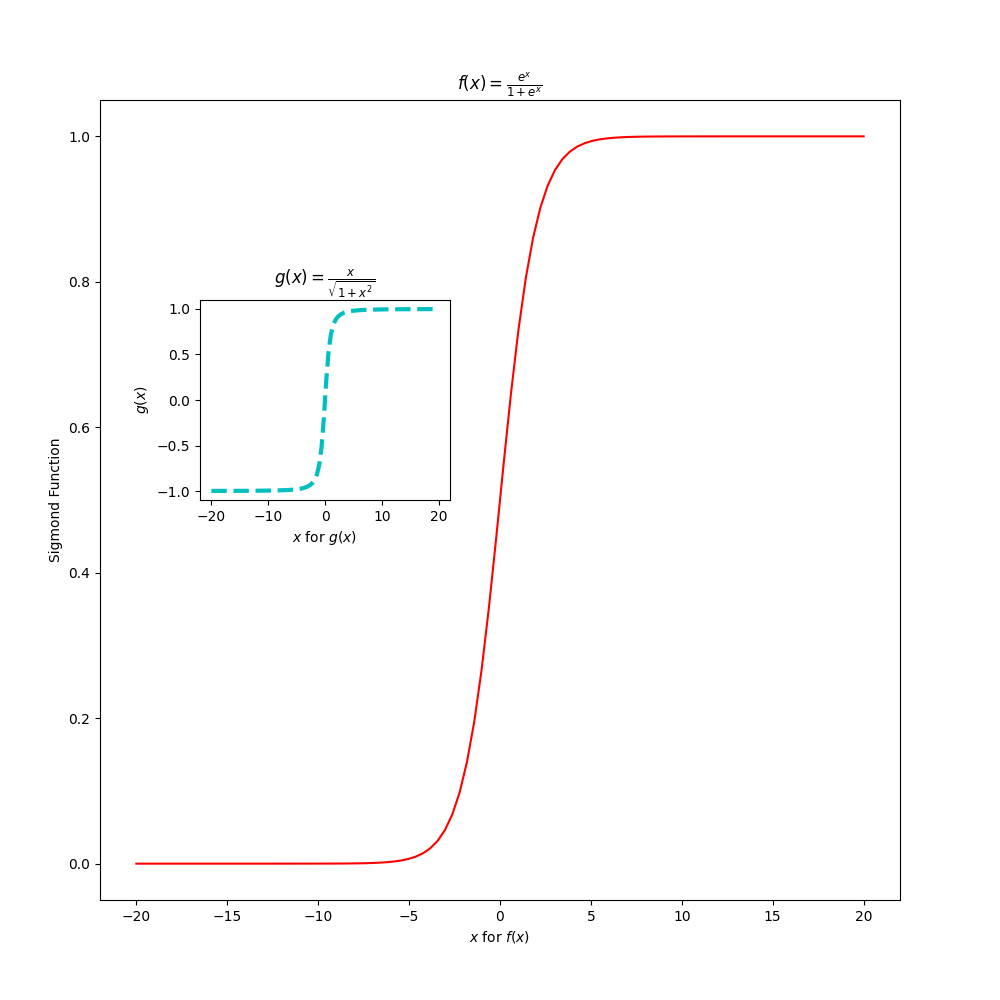 f(x) = e^x / (1 + e^x)
1.0
0.8
0.6
0.4
0.2
0.0
Sigmond Function
g(x) = x / √(1 + x^2)
1.0
0.5
0.0
−0.5
−1.0
g(x)
−20 −10 0 10 20
x for g(x)
−20 −15 −10 −5 0 5 10 15 20
x for f(x)